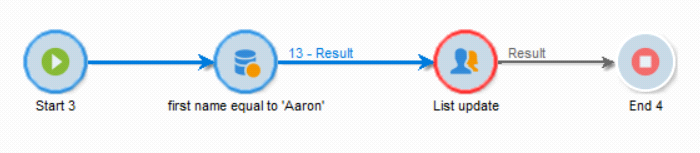 13 - Result
Result
Start 3
first name equal to 'Aaron'
List update
End 4